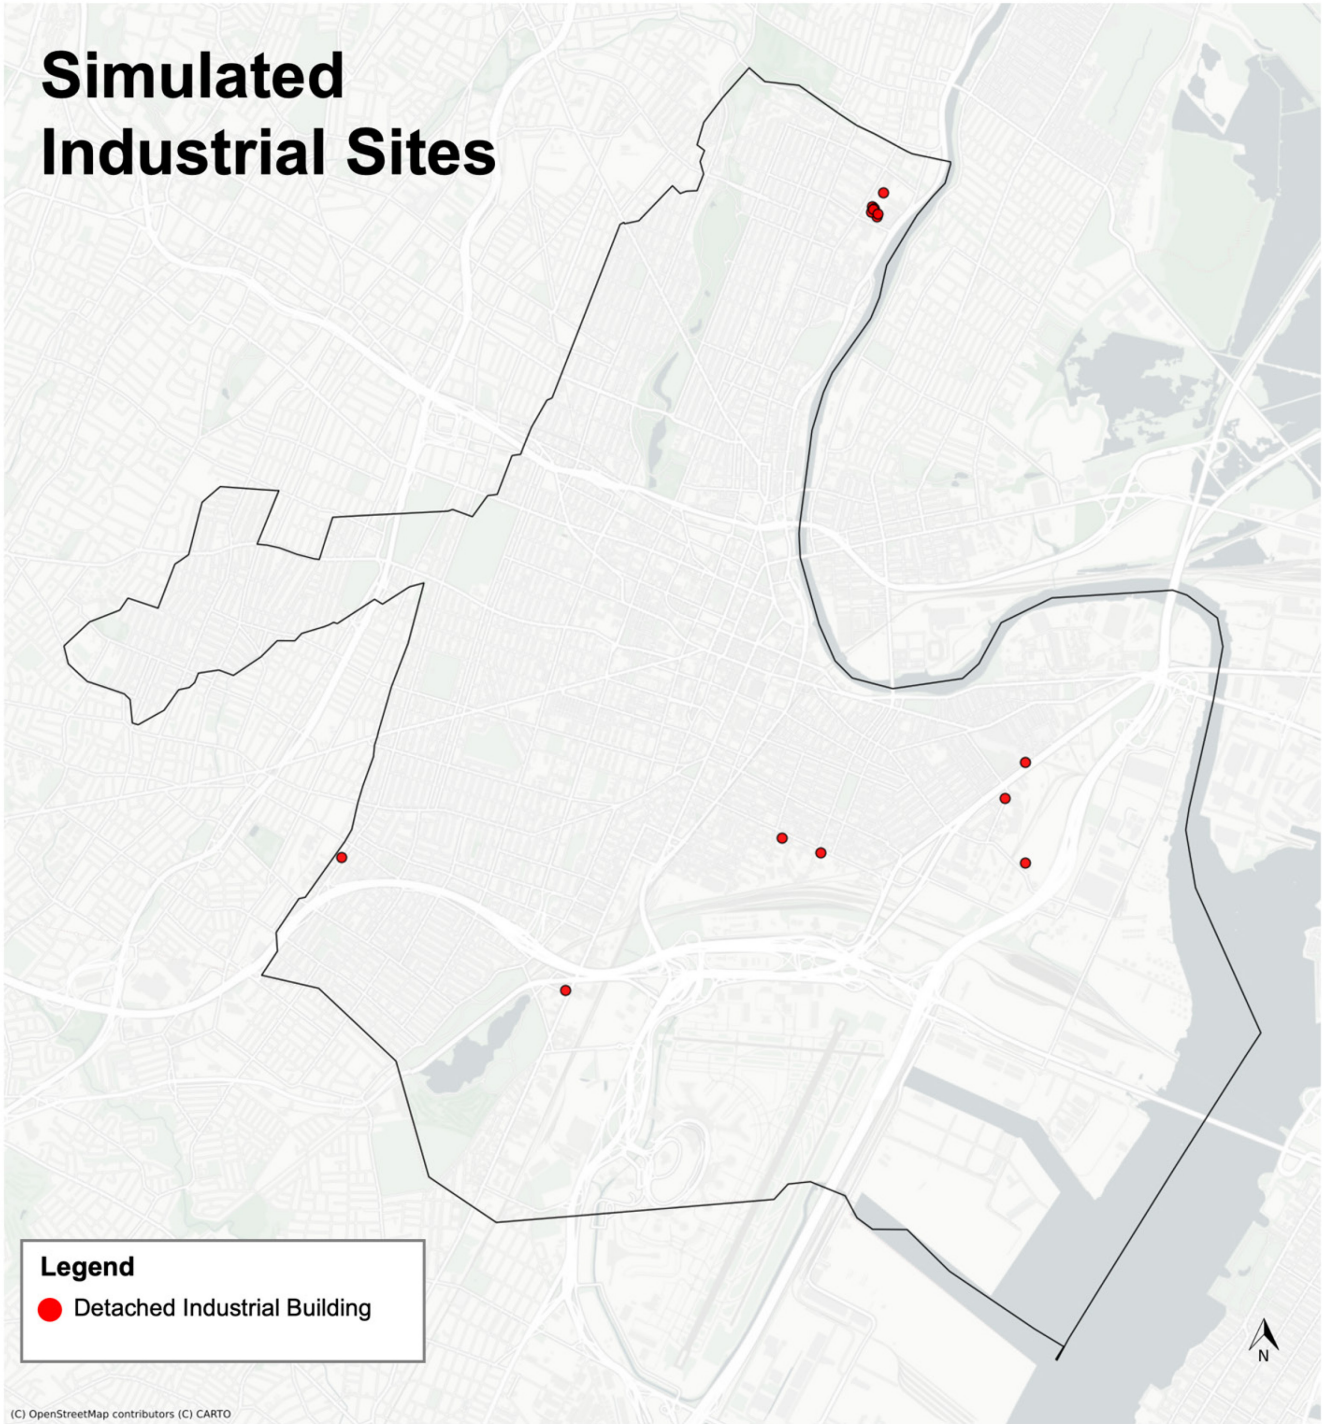 Simulated
Industrial Sites
Legend
Detached Industrial Building
N
(C) OpenStreetMap contributors (C) CARTO